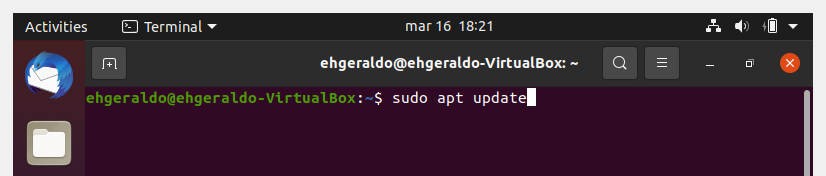 Activities Terminal mar 16 18:21
ehgeraldo@ehgeraldo-VirtualBox: ~
ehgeraldo@ehgeraldo-VirtualBox:~$ sudo apt update